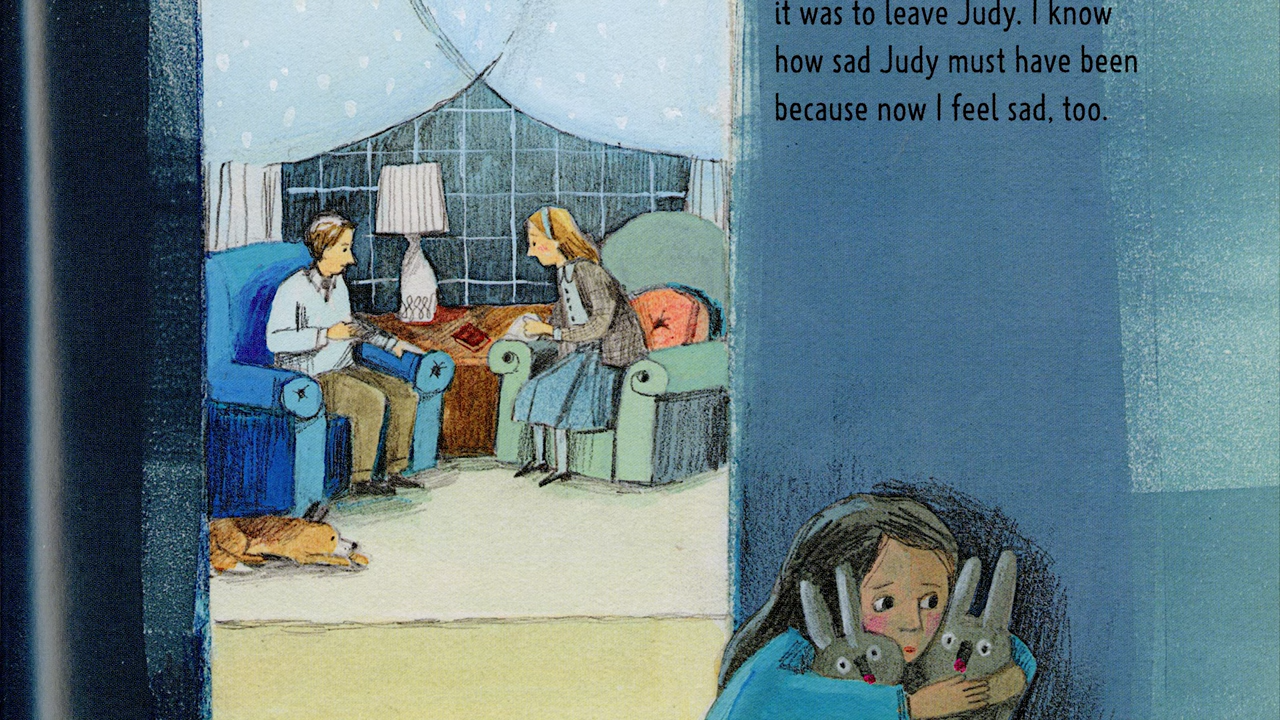 it was to leave Judy. I know
how sad Judy must have been
because now I feel sad, too.